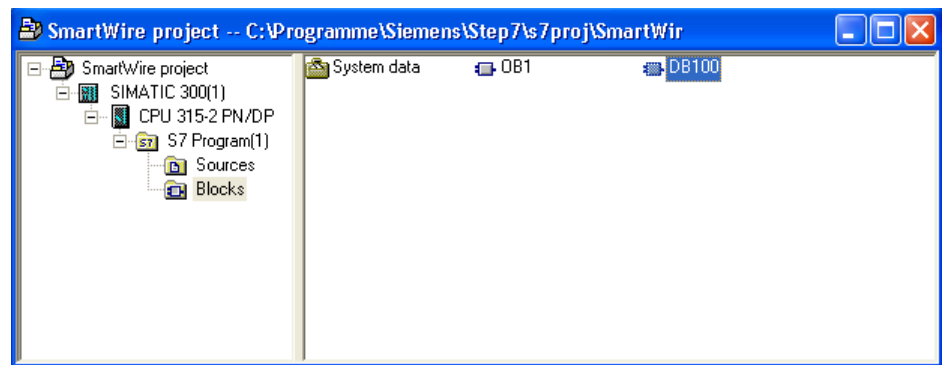 SmartWire project -- C:\Programme\Siemens\Step7\s7proj\SmartWir
SmartWire project
SIMATIC 300(1)
CPU 315-2 PN/DP
S7 Program(1)
Sources
Blocks
System data OB1 DB100